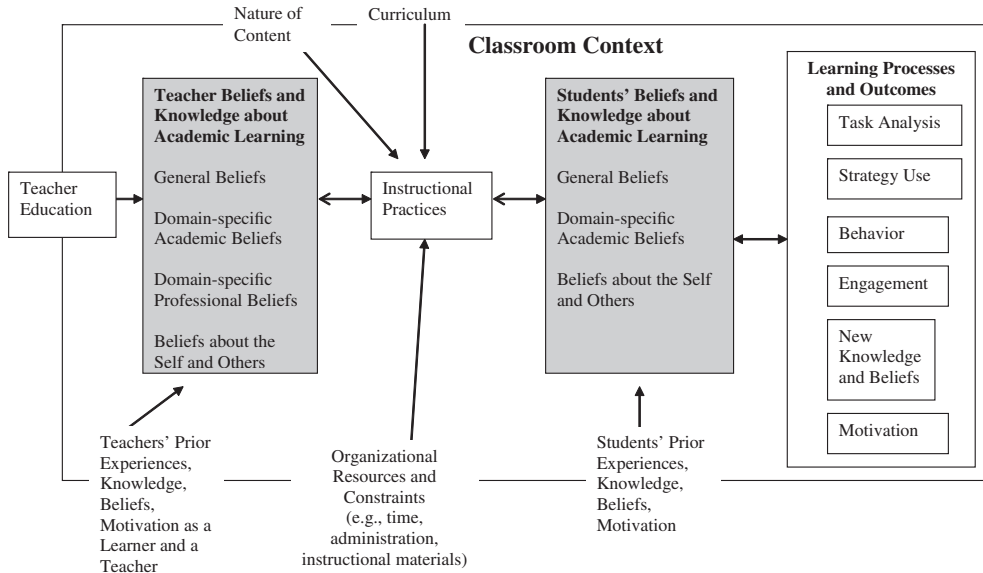 Nature of
Content
Curriculum
Classroom Context
Teacher
Education
Teacher Beliefs and
Knowledge about
Academic Learning
General Beliefs
Domain-specific
Academic Beliefs
Domain-specific
Professional Beliefs
Beliefs about the
Self and Others
Instructional
Practices
Students’ Beliefs and
Knowledge about
Academic Learning
General Beliefs
Domain-specific
Academic Beliefs
Beliefs about the Self
and Others
Learning Processes
and Outcomes
Task Analysis
Strategy Use
Behavior
Engagement
New
Knowledge
and Beliefs
Motivation
Teachers’ Prior
Experiences,
Knowledge,
Beliefs,
Motivation as a
Learner and a
Teacher
Organizational
Resources and
Constraints
(e.g., time,
administration,
instructional materials)
Students’ Prior
Experiences,
Knowledge,
Beliefs,
Motivation